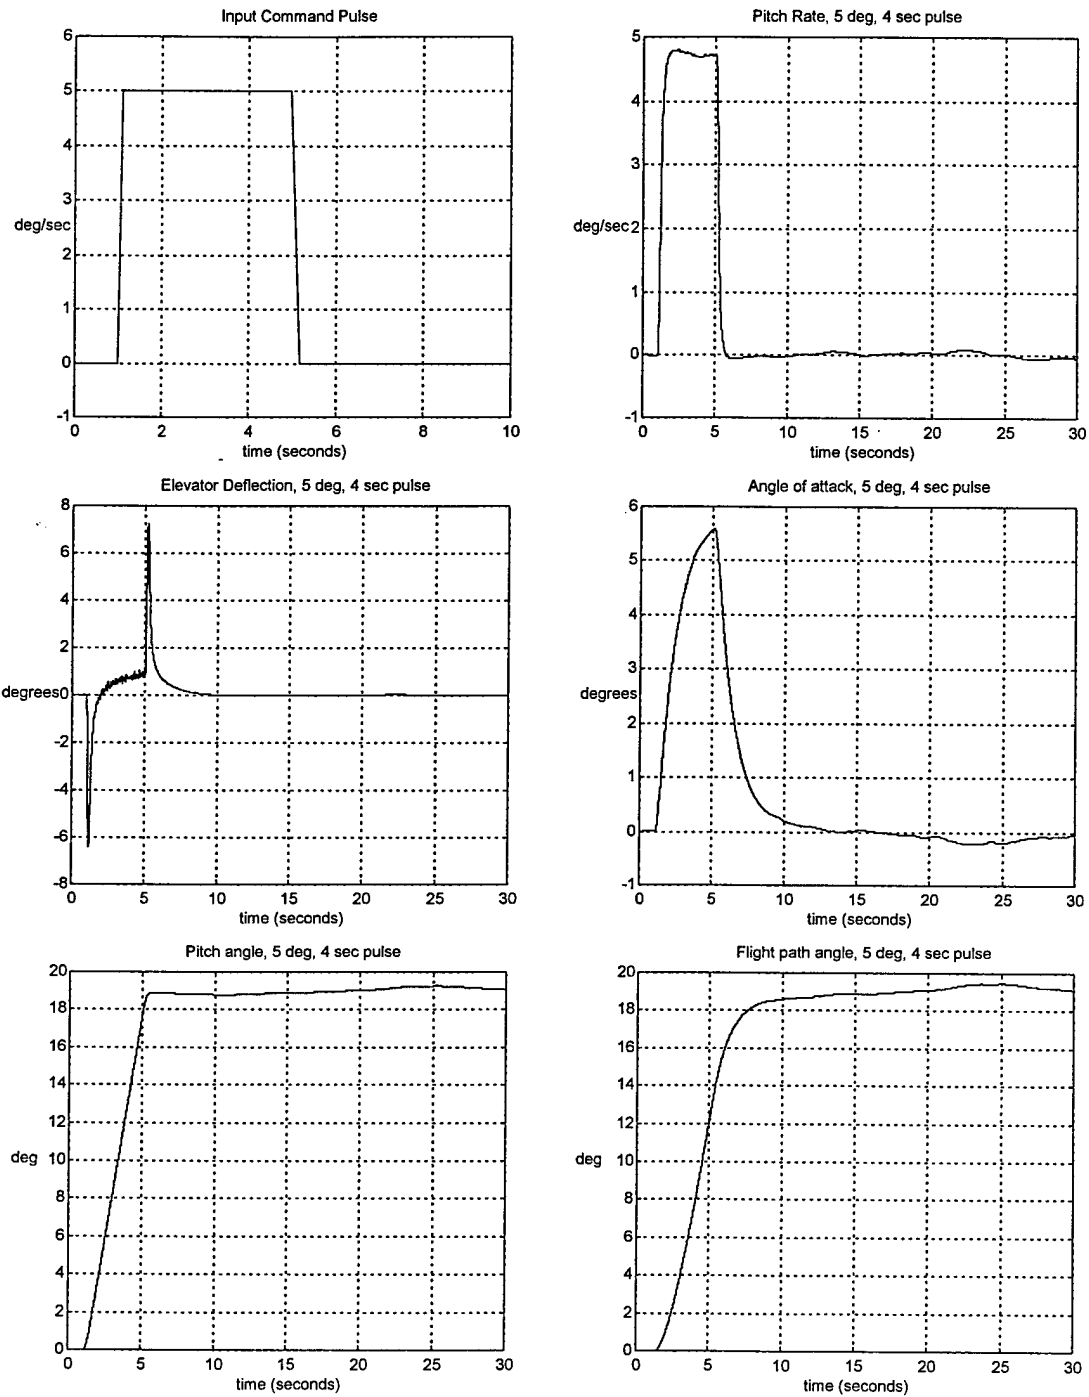 Input Command Pulse
6
5
4
3
deg/sec
2
1
0
-1
0 2 4 6 8 10
time (seconds)
Pitch Rate, 5 deg, 4 sec pulse
5
4
3
deg/sec2
1
0
-1
0 5 10 15 20 25 30
time (seconds)
Elevator Deflection, 5 deg, 4 sec pulse
8
6
4
2
degrees0
-2
-4
-6
-8
0 5 10 15 20 25 30
time (seconds)
Angle of attack, 5 deg, 4 sec pulse
6
5
4
3
degrees
2
1
0
-1
0 5 10 15 20 25 30
time (seconds)
Pitch angle, 5 deg, 4 sec pulse
20
18
16
14
12
deg
10
8
6
4
2
0
0 5 10 15 20 25 30
time (seconds)
Flight path angle, 5 deg, 4 sec pulse
20
18
16
14
12
deg
10
8
6
4
2
0
0 5 10 15 20 25 30
time (seconds)